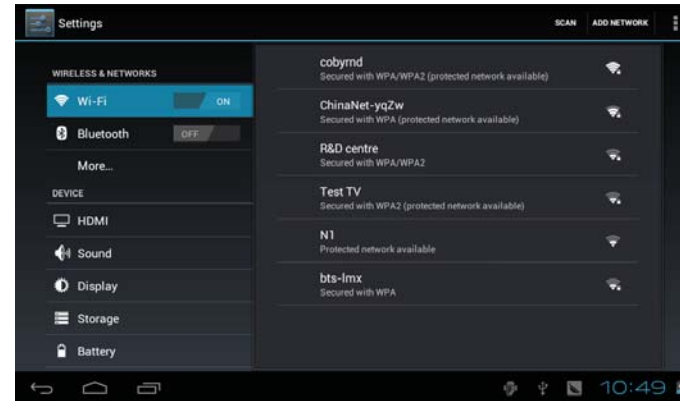 Settings
SCAN
ADD NETWORK
WIRELESS & NETWORKS
Wi-Fi
ON
Bluetooth
OFF
More...
DEVICE
HDMI
Sound
Display
Storage
Battery
cobyrnd
Secured with WPA/WPA2 (protected network available)
ChinaNet-yqZw
Secured with WPA (protected network available)
R&D centre
Secured with WPA/WPA2
Test TV
Secured with WPA2 (protected network available)
N1
Protected network available
bts-lmx
Secured with WPA
10:49